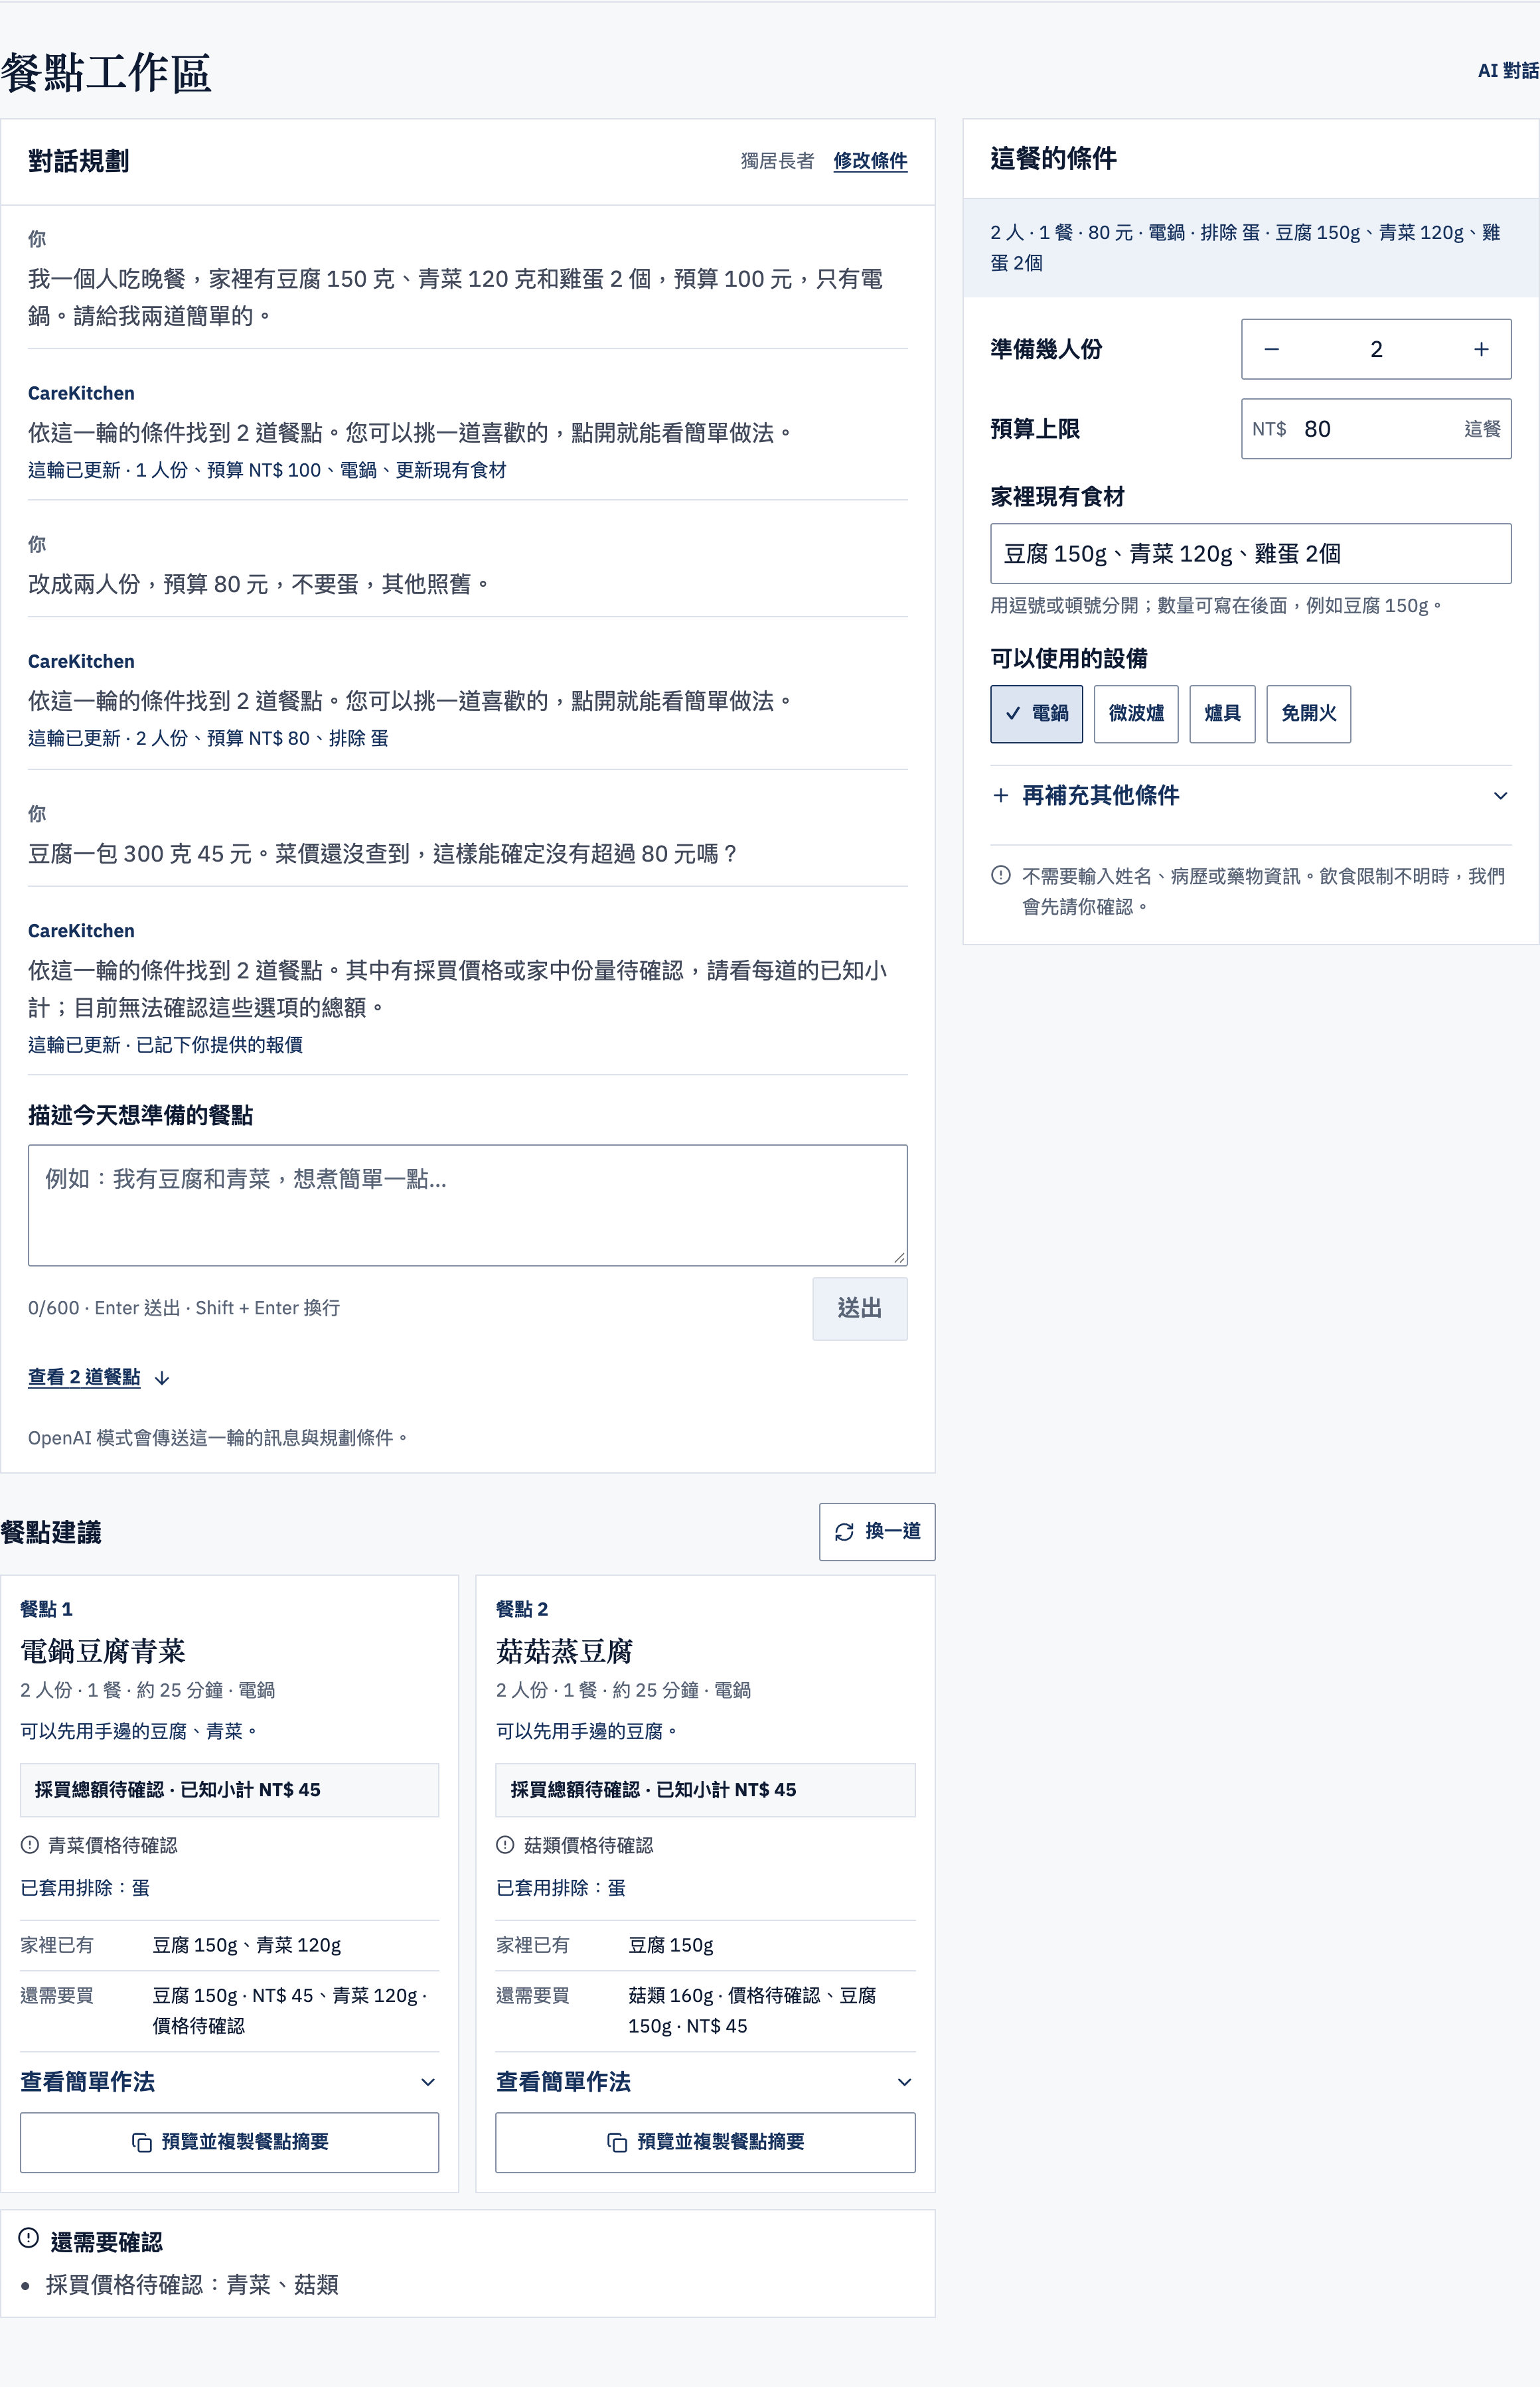 餐點工作區
AI 對話
對話規劃
獨居長者 修改條件
你
我一個人吃晚餐，家裡有豆腐 150 克、青菜 120 克和雞蛋 2 個，預算 100 元，只有電
鍋。請給我兩道簡單的。
CareKitchen
依這一輪的條件找到 2 道餐點。您可以挑一道喜歡的，點開就能看簡單做法。
這輪已更新 · 1 人份、預算 NT$ 100、電鍋、更新現有食材
你
改成兩人份，預算 80 元，不要蛋，其他照舊。
CareKitchen
依這一輪的條件找到 2 道餐點。您可以挑一道喜歡的，點開就能看簡單做法。
這輪已更新 · 2 人份、預算 NT$ 80、排除 蛋
你
豆腐一包 300 克 45 元。菜價還沒查到，這樣能確定沒有超過 80 元嗎？
CareKitchen
依這一輪的條件找到 2 道餐點。其中有採買價格或家中份量待確認，請看每道的已知小
計；目前無法確認這些選項的總額。
這輪已更新 · 已記下你提供的報價
描述今天想準備的餐點
例如：我有豆腐和青菜，想煮簡單一點...
0/600 · Enter 送出 · Shift + Enter 換行
送出
查看 2 道餐點
OpenAI 模式會傳送這一輪的訊息與規劃條件。
這餐的條件
2 人 · 1 餐 · 80 元 · 電鍋 · 排除 蛋 · 豆腐 150g、青菜 120g、雞
蛋 2個
準備幾人份
− 2 +
預算上限
NT$ 80 這餐
家裡現有食材
豆腐 150g、青菜 120g、雞蛋 2個
用逗號或頓號分開；數量可寫在後面，例如豆腐 150g。
可以使用的設備
電鍋 微波爐 爐具 免開火
+ 再補充其他條件
不需要輸入姓名、病歷或藥物資訊。飲食限制不明時，我們
會先請你確認。
餐點建議
換一道
餐點 1
電鍋豆腐青菜
2 人份 · 1 餐 · 約 25 分鐘 · 電鍋
可以先用手邊的豆腐、青菜。
採買總額待確認 · 已知小計 NT$ 45
青菜價格待確認
已套用排除：蛋
家裡已有 豆腐 150g、青菜 120g
還需要買 豆腐 150g · NT$ 45、青菜 120g ·
價格待確認
查看簡單作法
預覽並複製餐點摘要
餐點 2
菇菇蒸豆腐
2 人份 · 1 餐 · 約 25 分鐘 · 電鍋
可以先用手邊的豆腐。
採買總額待確認 · 已知小計 NT$ 45
菇類價格待確認
已套用排除：蛋
家裡已有 豆腐 150g
還需要買 菇類 160g · 價格待確認、豆腐
150g · NT$ 45
查看簡單作法
預覽並複製餐點摘要
還需要確認
• 採買價格待確認：青菜、菇類